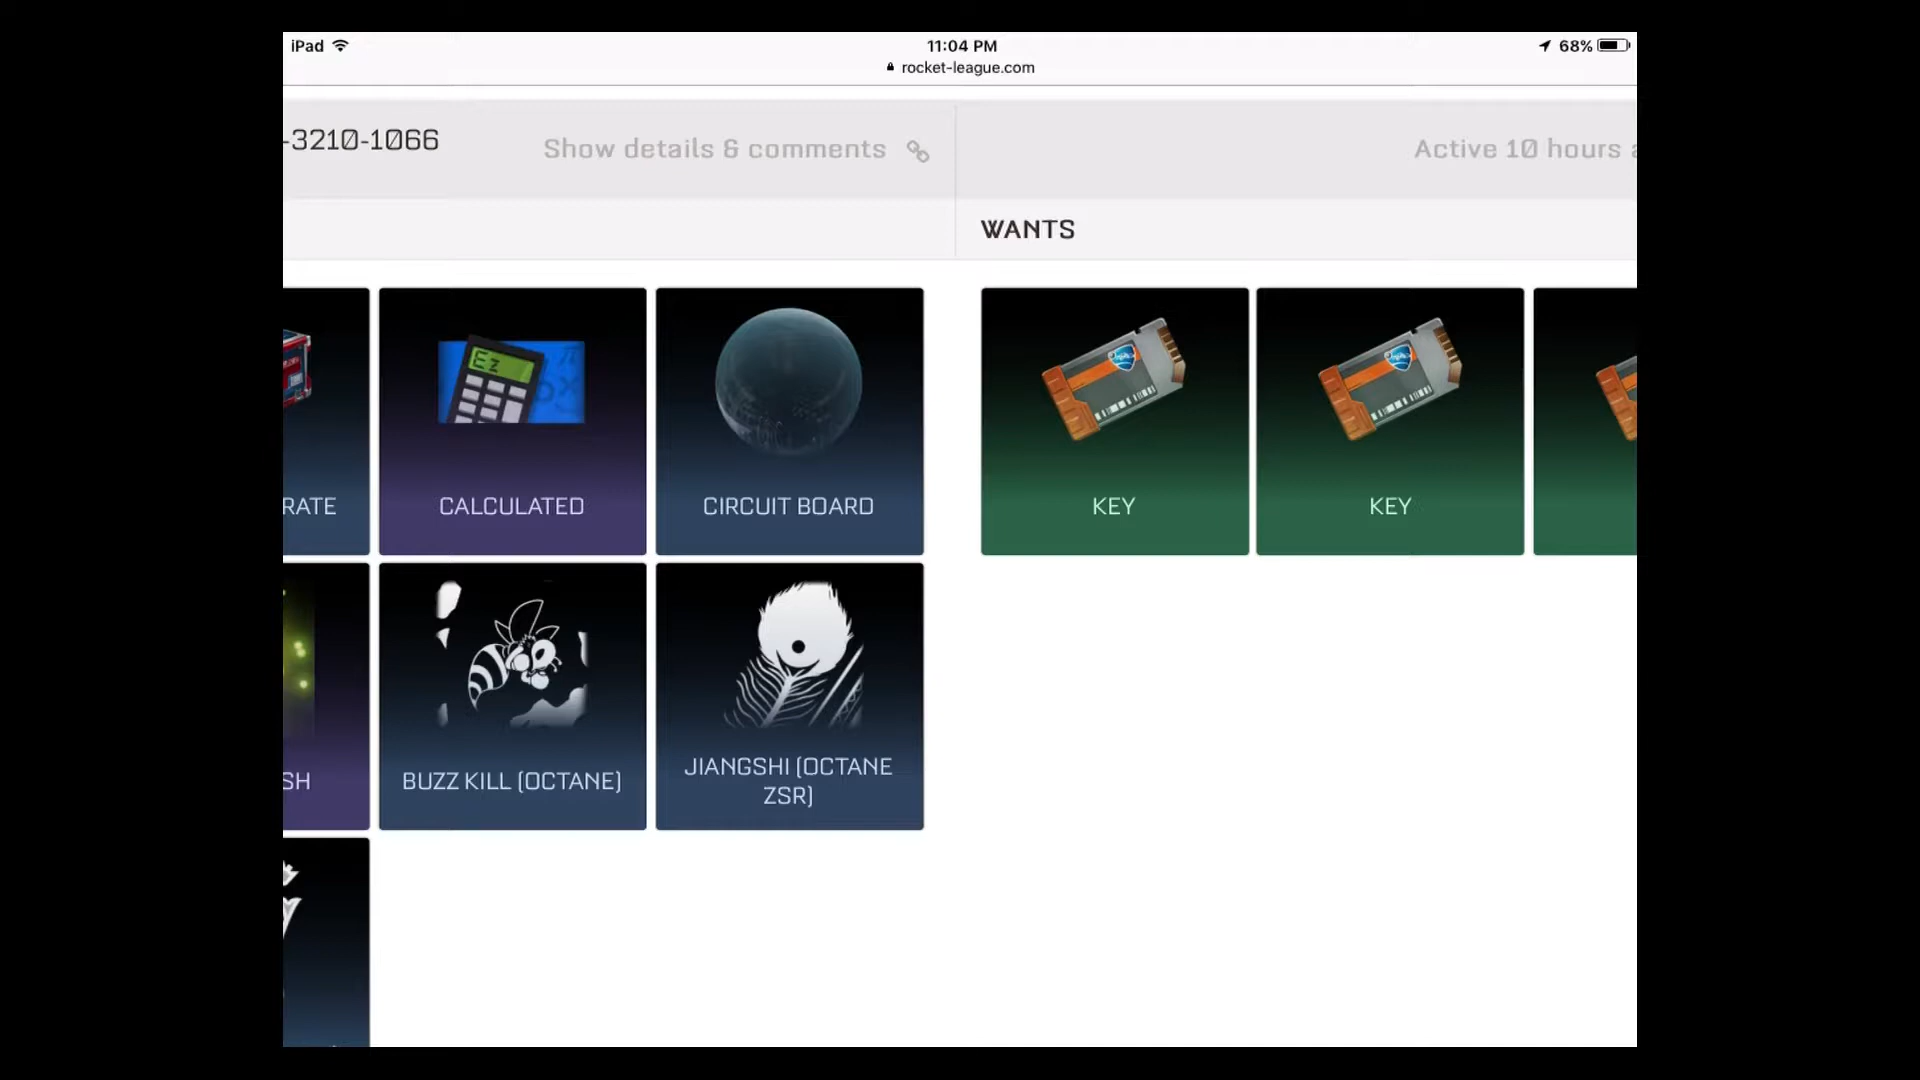 iPad
11:04 PM
68%
rocket-league.com
-3210-1066
Show details & comments
Active 10 hours
WANTS
Ez
RATE
CALCULATED
CIRCUIT BOARD
KEY
KEY
SH
BUZZ KILL (OCTANE)
JIANGSHI (OCTANE
ZSR)